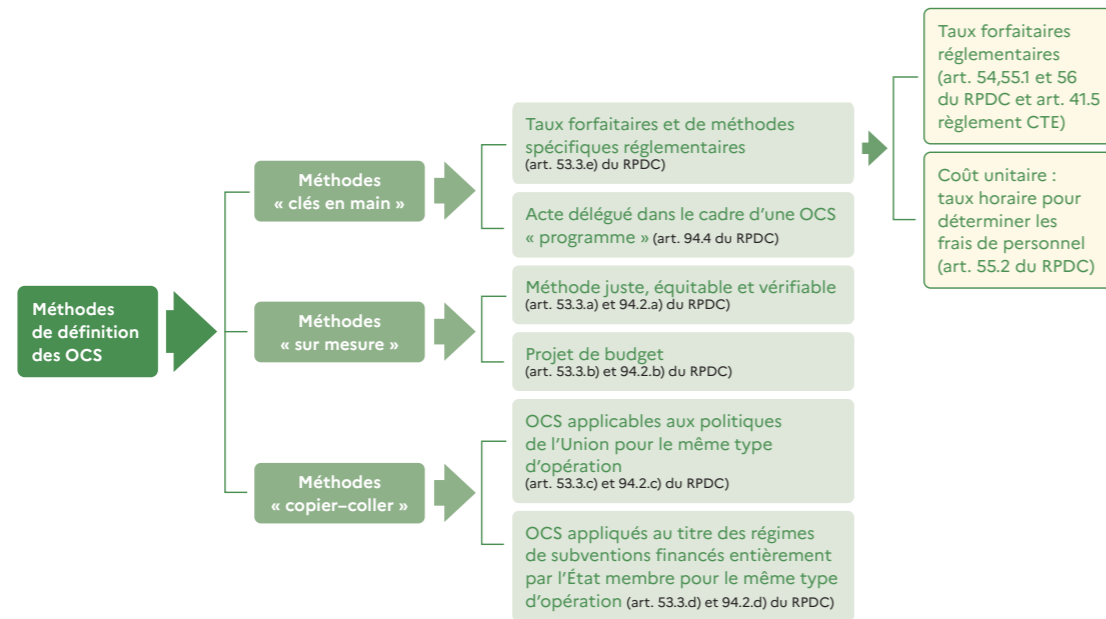 Méthodes
de définition
des OCS
Méthodes
« clés en main »
Taux forfaitaires et de méthodes
spécifiques réglementaires
(art. 53.3.e) du RPDC)
Taux forfaitaires
réglementaires
(art. 54,55.1 et 56
du RPDC et art. 41.5
règlement CTE)
Coût unitaire :
taux horaire pour
déterminer les
frais de personnel
(art. 55.2 du RPDC)
Acte délégué dans le cadre d’une OCS
« programme » (art. 94.4 du RPDC)
Méthodes
« sur mesure »
Méthode juste, équitable et vérifiable
(art. 53.3.a) et 94.2.a) du RPDC)
Projet de budget
(art. 53.3.b) et 94.2.b) du RPDC)
Méthodes
« copier–coller »
OCS applicables aux politiques
de l’Union pour le même type
d’opération
(art. 53.3.c) et 94.2.c) du RPDC)
OCS appliqués au titre des régimes
de subventions financés entièrement
par l’État membre pour le même type
d’opération (art. 53.3.d) et 94.2.d) du RPDC)